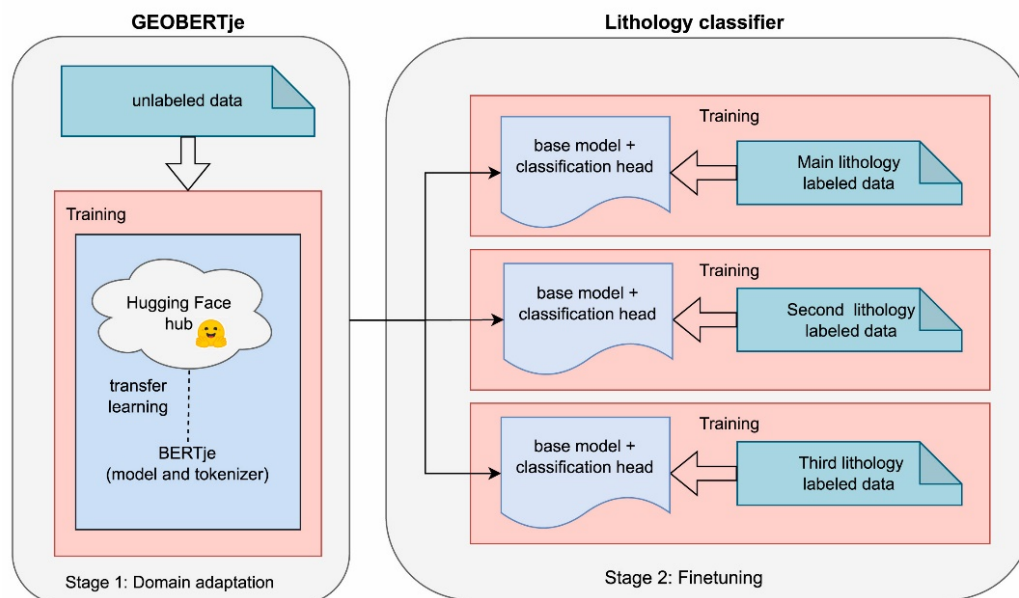 GEOBERTje
unlabeled data
Training
Hugging Face
hub
transfer
learning
BERTje
(model and tokenizer)
Stage 1: Domain adaptation
Lithology classifier
Training
base model +
classification head
Main lithology
labeled data
Training
base model +
classification head
Second lithology
labeled data
Training
base model +
classification head
Third lithology
labeled data
Stage 2: Finetuning